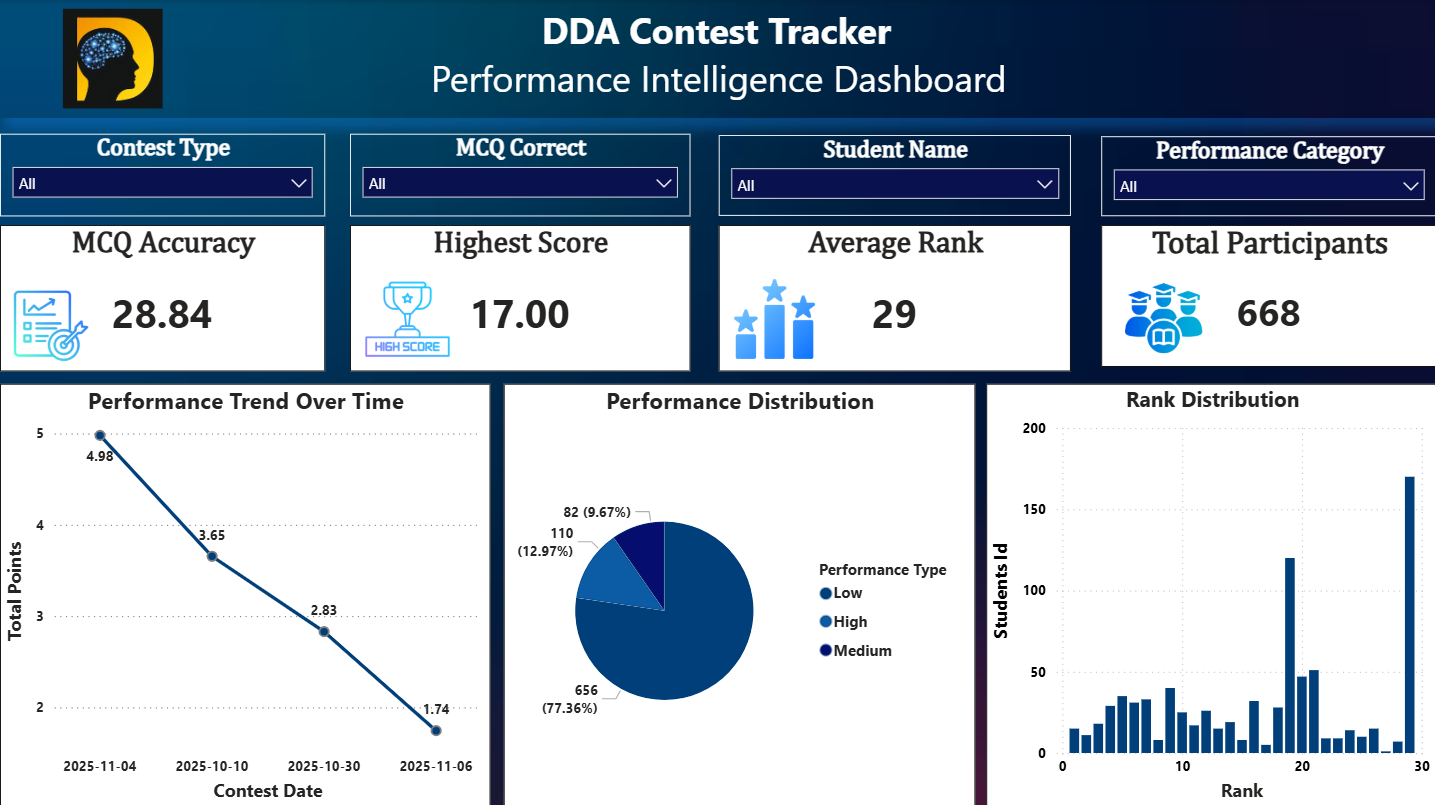 DDA Contest Tracker
Performance Intelligence Dashboard
Contest Type
All
MCQ Correct
All
Student Name
All
Performance Category
All
MCQ Accuracy
28.84
Highest Score
HIGH SCORE
17.00
Average Rank
29
Total Participants
668
Performance Trend Over Time
Total Points
5
4
3
2
4.98
3.65
2.83
1.74
2025-11-04
2025-10-10
2025-10-30
2025-11-06
Contest Date
Performance Distribution
82 (9.67%)
110
(12.97%)
656
(77.36%)
Performance Type
Low
High
Medium
Rank Distribution
Students Id
200
150
100
50
0
0
10
20
30
Rank